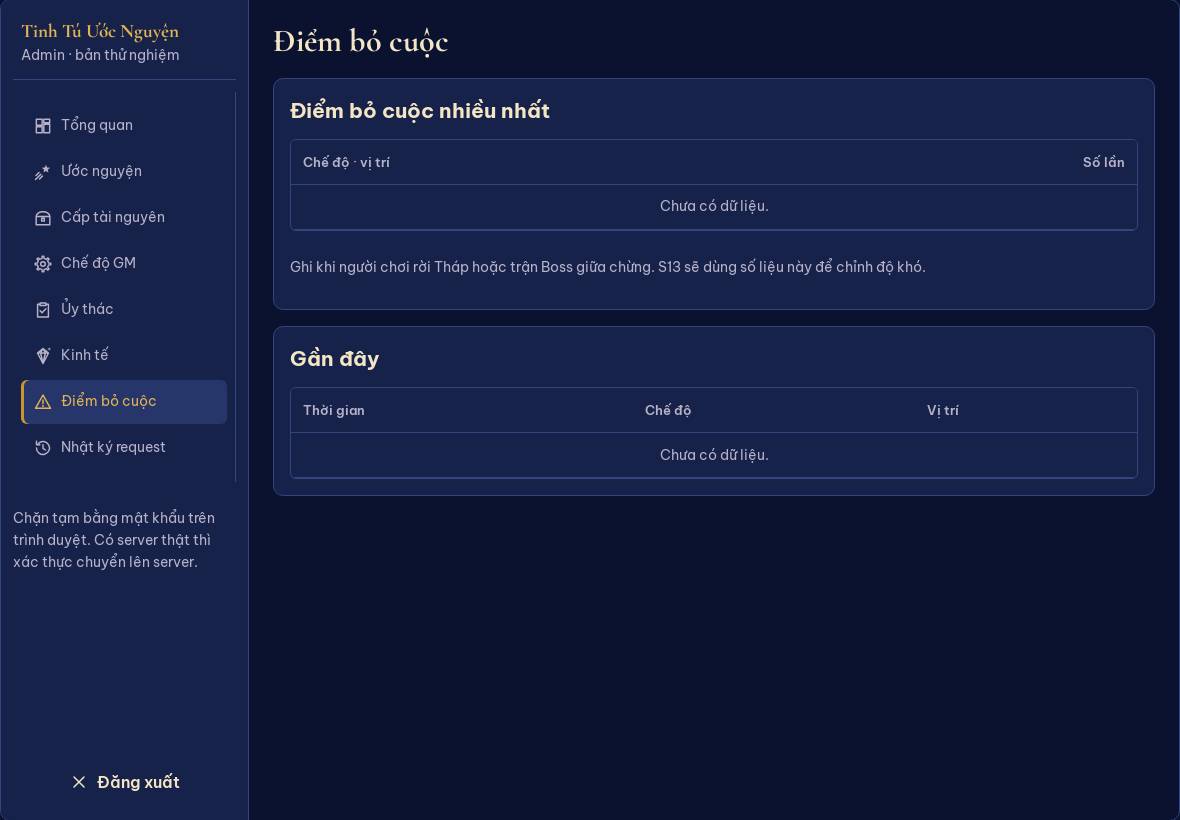 Tinh Tú Ước Nguyện
Admin · bản thử nghiệm
Tổng quan
Ước nguyện
Cấp tài nguyên
Chế độ GM
Ủy thác
Kinh tế
Điểm bỏ cuộc
Nhật ký request
Chặn tạm bằng mật khẩu trên
trình duyệt. Có server thật thì
xác thực chuyển lên server.
Đăng xuất
Điểm bỏ cuộc
Điểm bỏ cuộc nhiều nhất
Chế độ · vị trí Số lần
Chưa có dữ liệu.
Ghi khi người chơi rời Tháp hoặc trận Boss giữa chừng. S13 sẽ dùng số liệu này để chỉnh độ khó.
Gần đây
Thời gian Chế độ Vị trí
Chưa có dữ liệu.